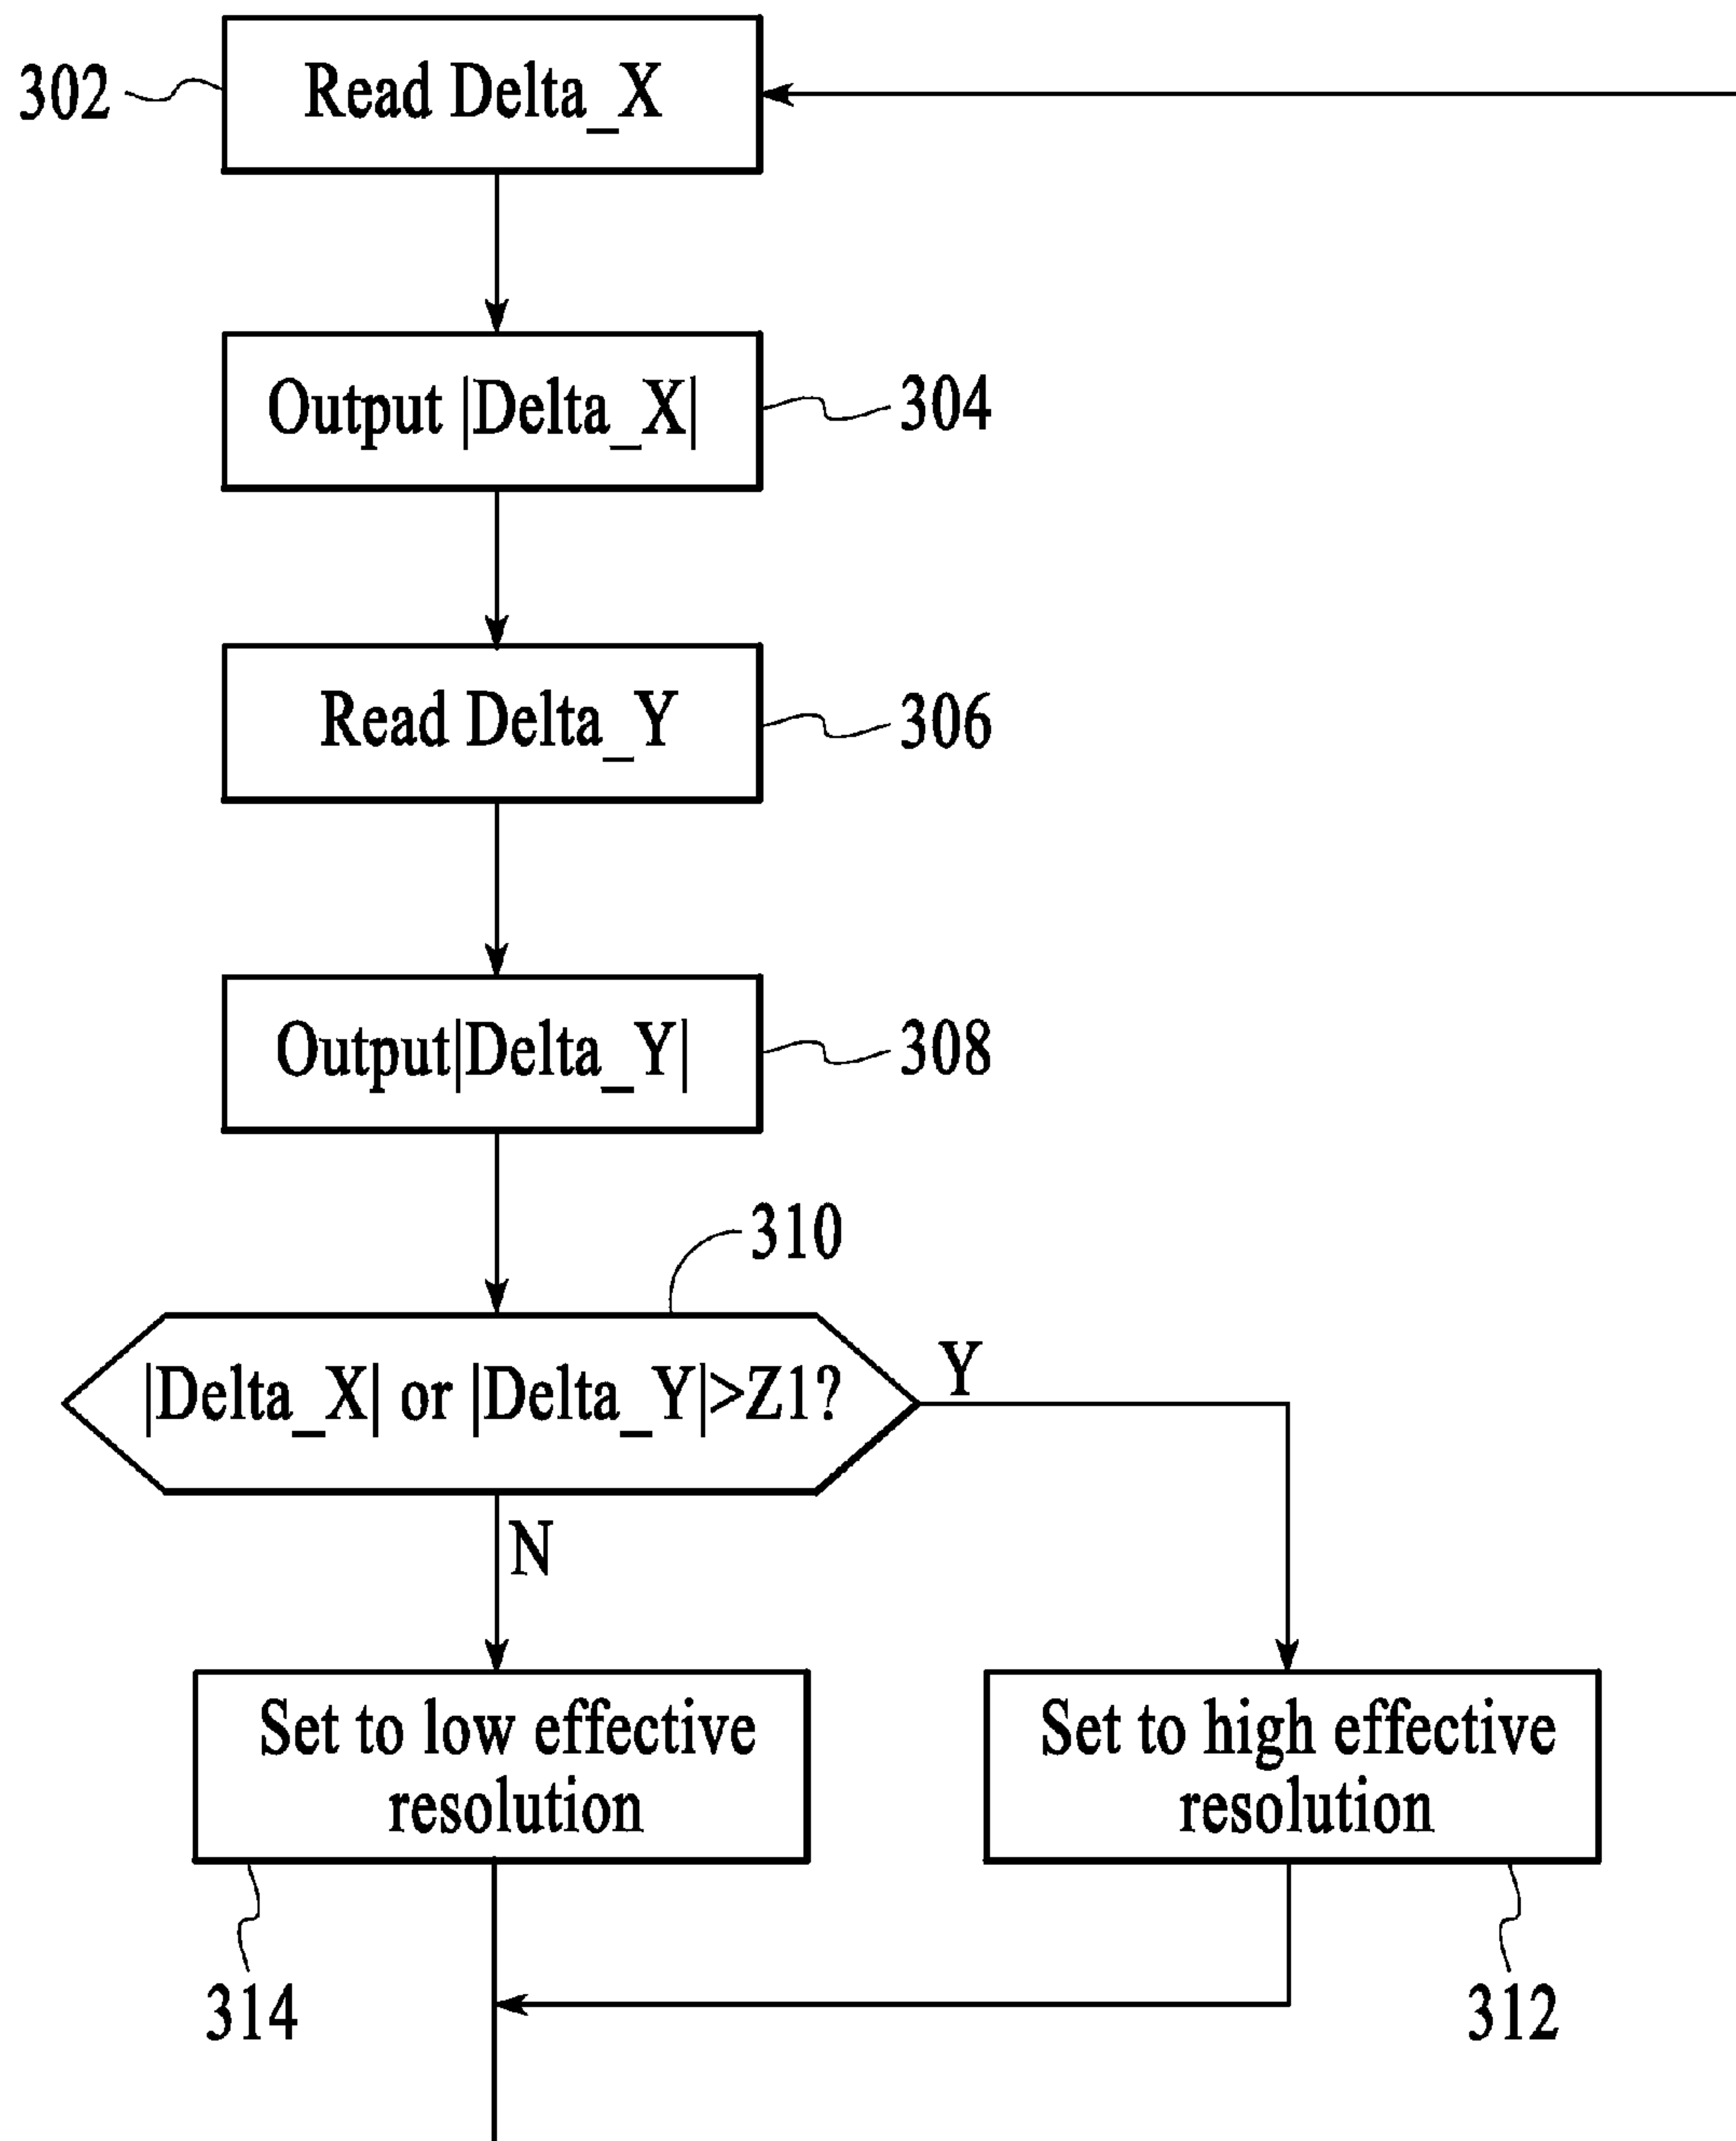 302
Read Delta_X
Output |Delta_X|
304
Read Delta_Y
306
Output|Delta_Y|
308
310
|Delta_X| or |Delta_Y|>Z1?
Y
N
Set to low effective
resolution
Set to high effective
resolution
314
312